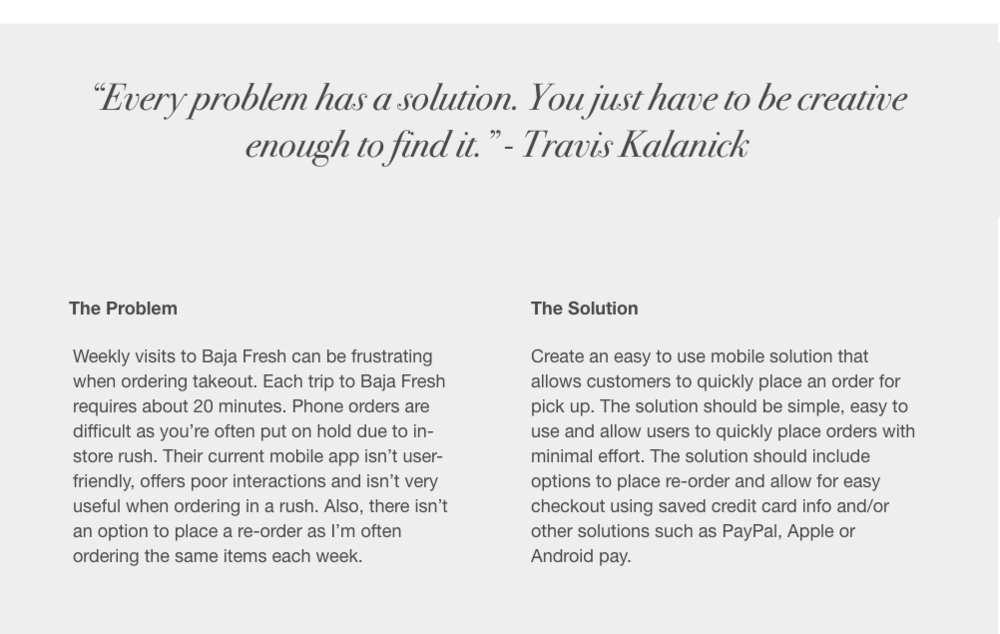 “Every problem has a solution. You just have to be creative
enough to find it.” - Travis Kalanick
The Problem
Weekly visits to Baja Fresh can be frustrating
when ordering takeout. Each trip to Baja Fresh
requires about 20 minutes. Phone orders are
difficult as you’re often put on hold due to in-
store rush. Their current mobile app isn’t user-
friendly, offers poor interactions and isn’t very
useful when ordering in a rush. Also, there isn’t
an option to place a re-order as I’m often
ordering the same items each week.
The Solution
Create an easy to use mobile solution that
allows customers to quickly place an order for
pick up. The solution should be simple, easy to
use and allow users to quickly place orders with
minimal effort. The solution should include
options to place re-order and allow for easy
checkout using saved credit card info and/or
other solutions such as PayPal, Apple or
Android pay.